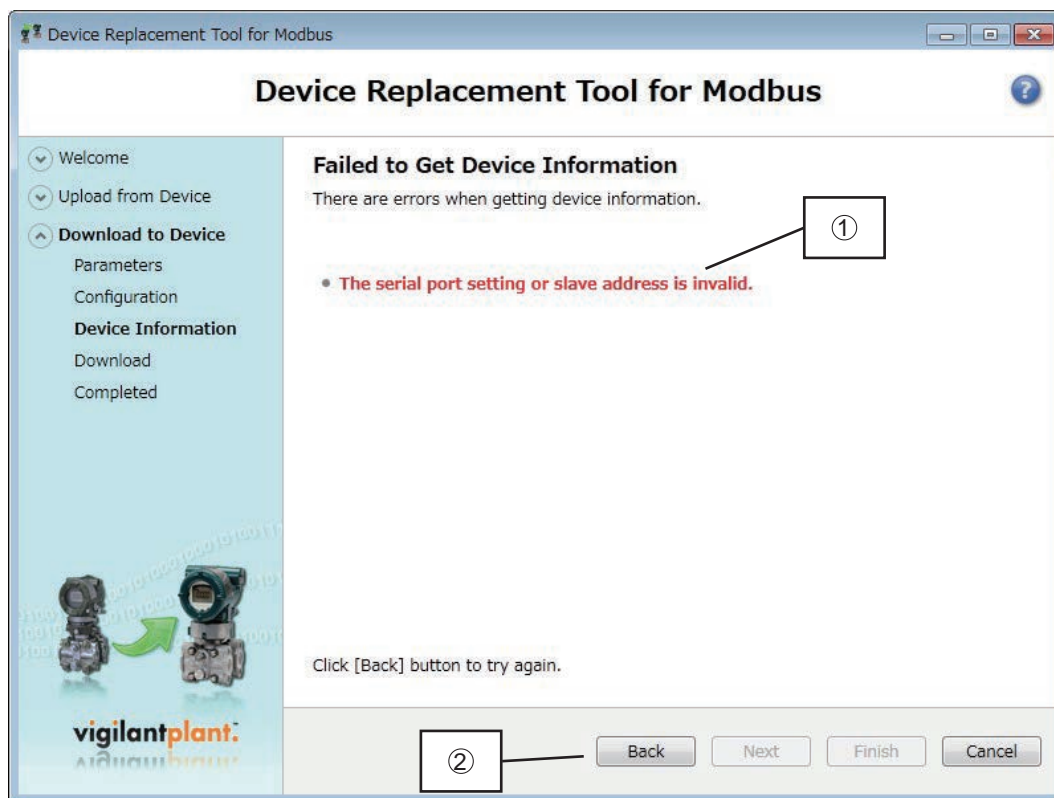 Device Replacement Tool for Modbus
Device Replacement Tool for Modbus
?
Welcome
Upload from Device
Download to Device
Parameters
Configuration
Device Information
Download
Completed
Failed to Get Device Information
There are errors when getting device information.
①
• The serial port setting or slave address is invalid.
Click [Back] button to try again.
vigilantplant.
②
Back
Next
Finish
Cancel